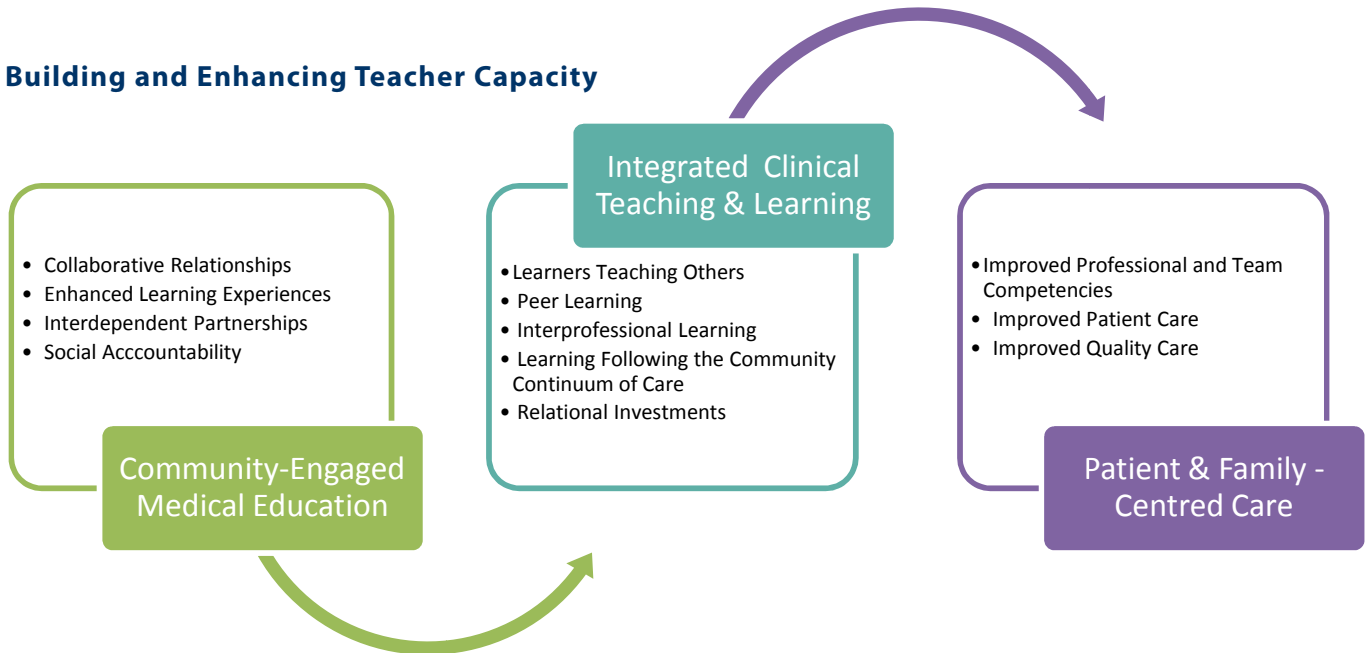 Building and Enhancing Teacher Capacity
• Collaborative Relationships
• Enhanced Learning Experiences
• Interdependent Partnerships
• Social Acccountability
Community-Engaged
Medical Education
Integrated Clinical
Teaching & Learning
•Learners Teaching Others
• Peer Learning
• Interprofessional Learning
• Learning Following the Community
Continuum of Care
• Relational Investments
•Improved Professional and Team
Competencies
• Improved Patient Care
• Improved Quality Care
Patient & Family -
Centred Care